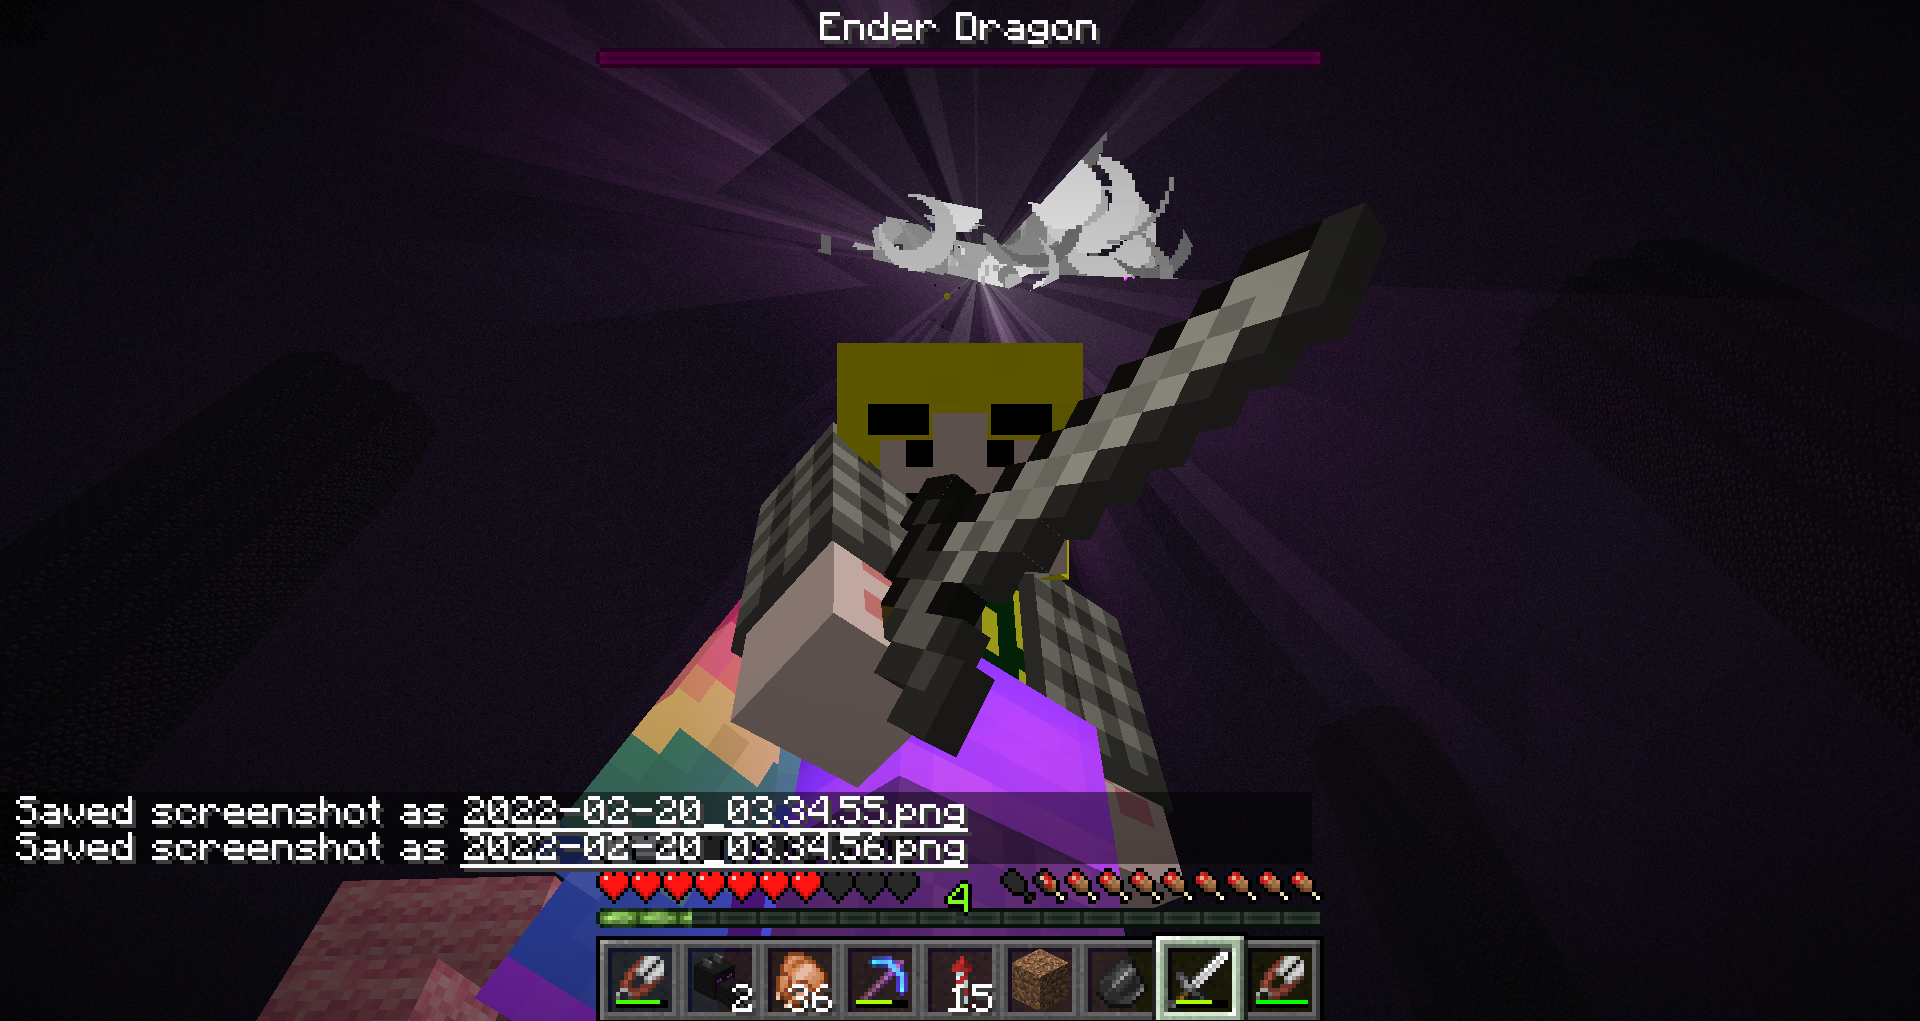 Ender Dragon
Saved screenshot as 2022-02-20_03.34.55.png
Saved screenshot as 2022-02-20_03.34.56.png
4
2 36 15